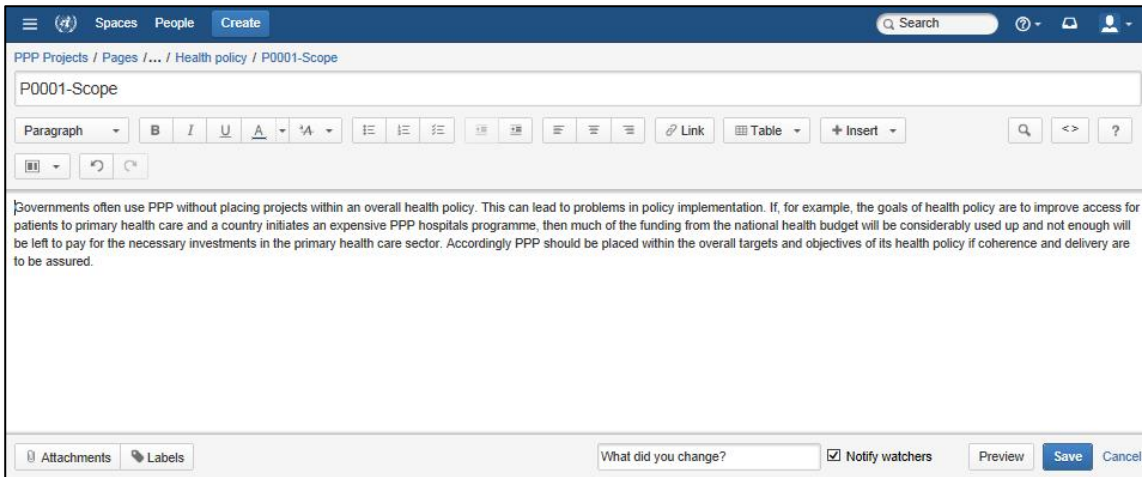 Spaces People Create Search
PPP Projects / Pages /... / Health policy / P0001-Scope
P0001-Scope
Paragraph B I U A A Link Table + Insert < > ?
Governments often use PPP without placing projects within an overall health policy. This can lead to problems in policy implementation. If, for example, the goals of health policy are to improve access for
patients to primary health care and a country initiates an expensive PPP hospitals programme, then much of the funding from the national health budget will be considerably used up and not enough will
be left to pay for the necessary investments in the primary health care sector. Accordingly PPP should be placed within the overall targets and objectives of its health policy if coherence and delivery are
to be assured.
Attachments Labels What did you change? Notify watchers Preview Save Cancel